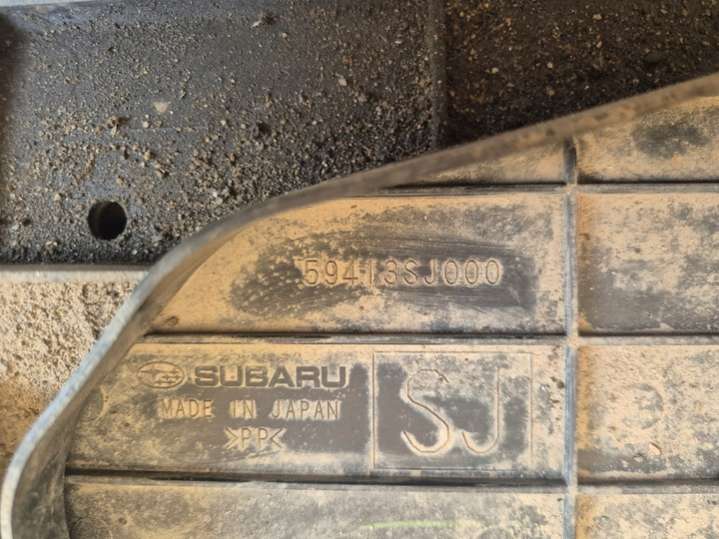 59413SJ000
SUBARU
MADE IN JAPAN
>PP<
SJ